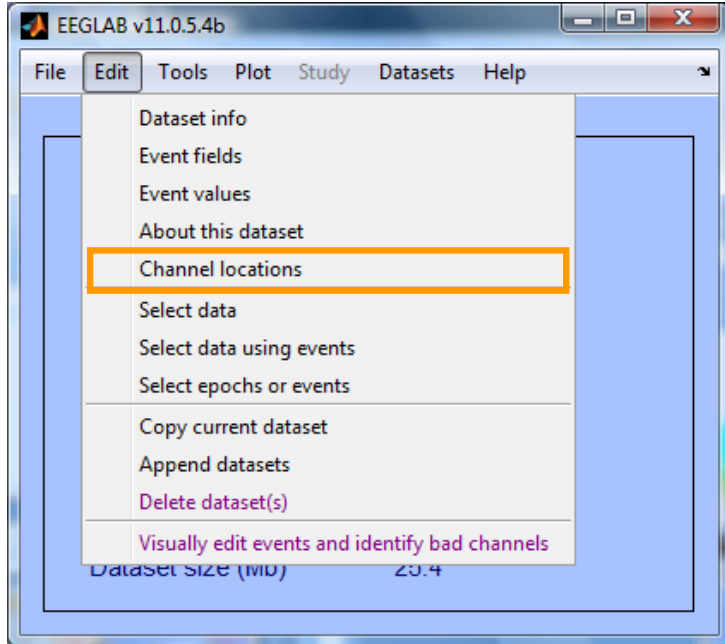 EEGLAB v11.0.5.4b
File Edit Tools Plot Study Datasets Help
Dataset info
Event fields
Event values
About this dataset
Channel locations
Select data
Select data using events
Select epochs or events
Copy current dataset
Append datasets
Delete dataset(s)
Visually edit events and identify bad channels
Dataset size (Mb) 25.4